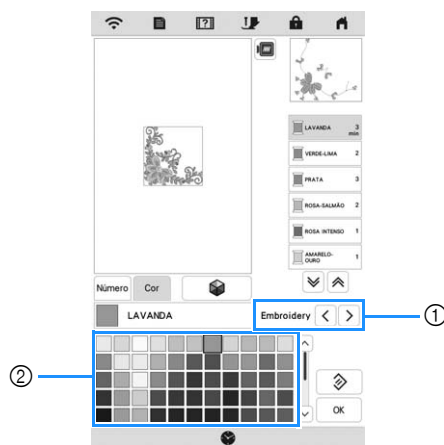 ?
LAVANDA 3 min
VERDE-LIMA 2
PRATA 3
ROSA-SALMÃO 2
ROSA INTENSO 1
AMARELO-
OURO 1
Número Cor
LAVANDA Embroidery < > ①
②
OK